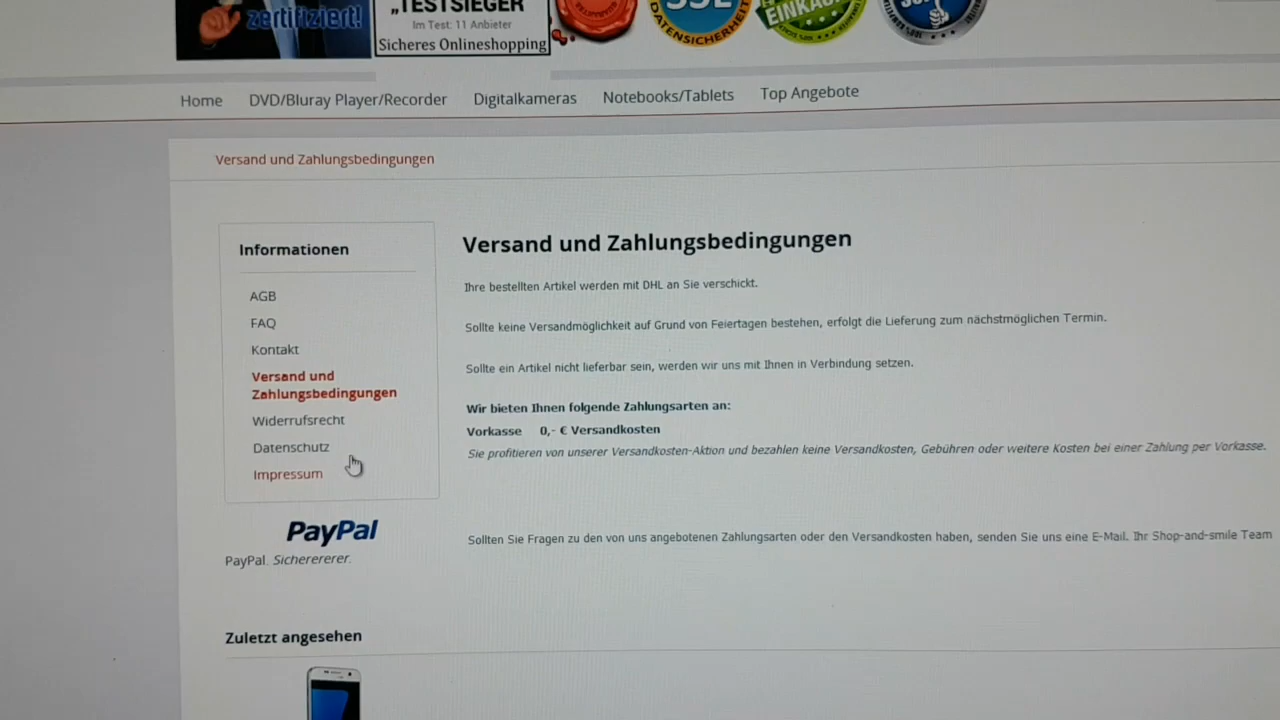 zertifiziert!
„TESTSIEGER
Im Test: 11 Anbieter
Sicheres Onlineshopping
SSL
DATENSICHERHEIT
EINKAUF
Home DVD/Bluray Player/Recorder Digitalkameras Notebooks/Tablets Top Angebote
Versand und Zahlungsbedingungen
Informationen
AGB
FAQ
Kontakt
Versand und
Zahlungsbedingungen
Widerrufsrecht
Datenschutz
Impressum
PayPal
PayPal. Sichererererer.
Zuletzt angesehen
Versand und Zahlungsbedingungen
Ihre bestellten Artikel werden mit DHL an Sie verschickt.
Sollte keine Versandmöglichkeit auf Grund von Feiertagen bestehen, erfolgt die Lieferung zum nächstmöglichen Termin.
Sollte ein Artikel nicht lieferbar sein, werden wir uns mit Ihnen in Verbindung setzen.
Wir bieten Ihnen folgende Zahlungsarten an:
Vorkasse 0,- € Versandkosten
Sie profitieren von unserer Versandkosten-Aktion und bezahlen keine Versandkosten, Gebühren oder weitere Kosten bei einer Zahlung per Vorkasse.
Sollten Sie Fragen zu den von uns angebotenen Zahlungsarten oder den Versandkosten haben, senden Sie uns eine E-Mail. Ihr Shop-and-smile Team